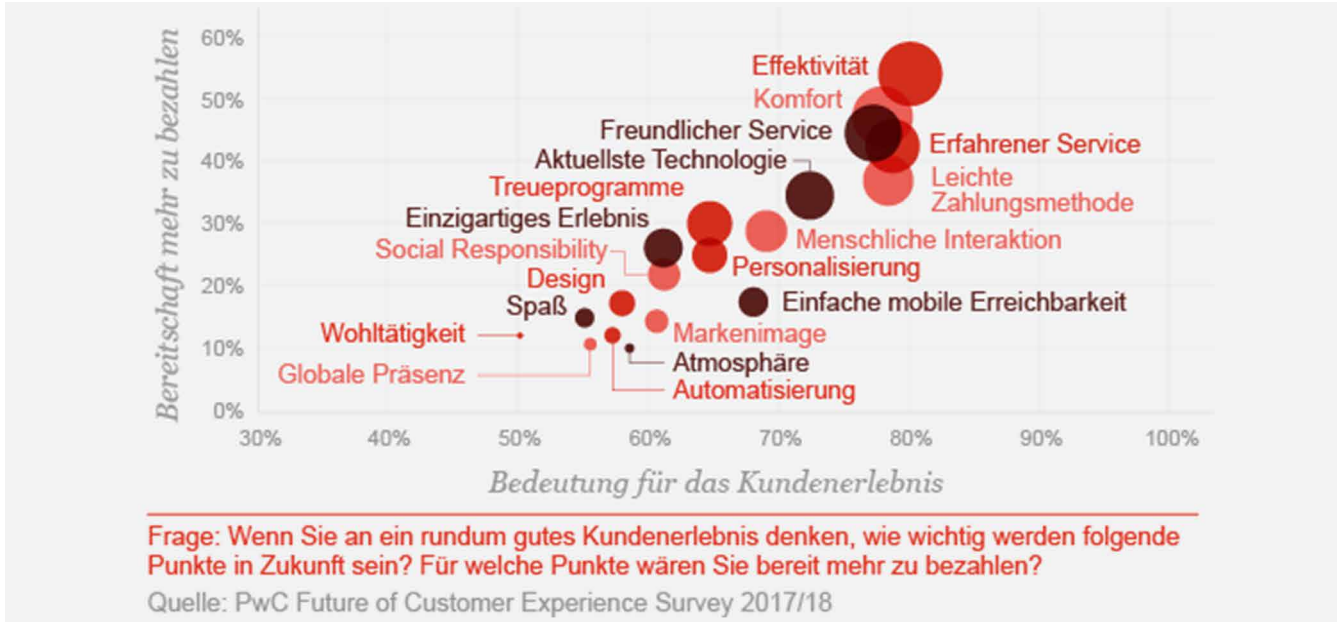 Bereitschaft mehr zu bezahlen
60%
50%
40%
30%
20%
10%
0%
Effektivität
Komfort
Freundlicher Service
Erfahrener Service
Aktuellste Technologie
Leichte
Zahlungsmethode
Treueprogramme
Einzigartiges Erlebnis
Menschliche Interaktion
Social Responsibility
Personalisierung
Design
Spaß
Einfache mobile Erreichbarkeit
Wohltätigkeit
Markenimage
Atmosphäre
Globale Präsenz
Automatisierung
30%
40%
50%
60%
70%
80%
90%
100%
Bedeutung für das Kundenerlebnis
Frage: Wenn Sie an ein rundum gutes Kundenerlebnis denken, wie wichtig werden folgende
Punkte in Zukunft sein? Für welche Punkte wären Sie bereit mehr zu bezahlen?
Quelle: PwC Future of Customer Experience Survey 2017/18